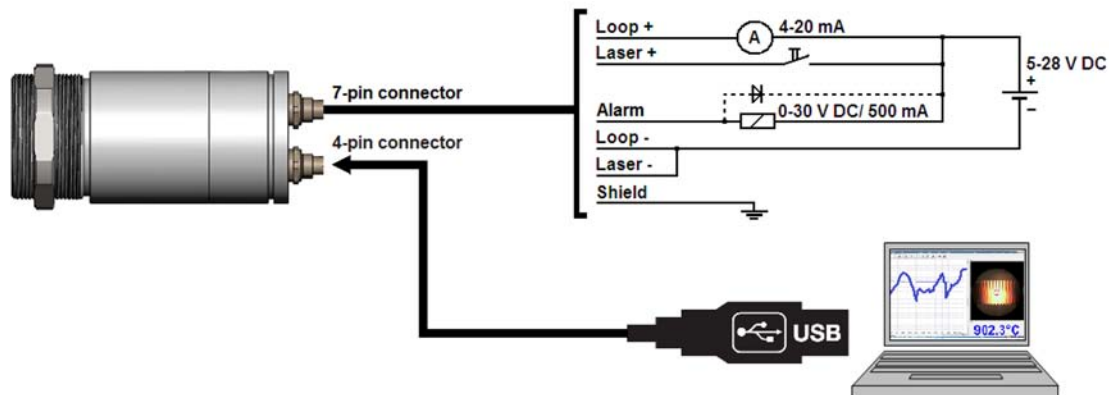 Loop +
4-20 mA
A
Laser +
5-28 V DC
+
7-pin connector
Alarm
0-30 V DC/ 500 mA
−
Loop -
4-pin connector
Laser -
Shield
USB
902.3°C